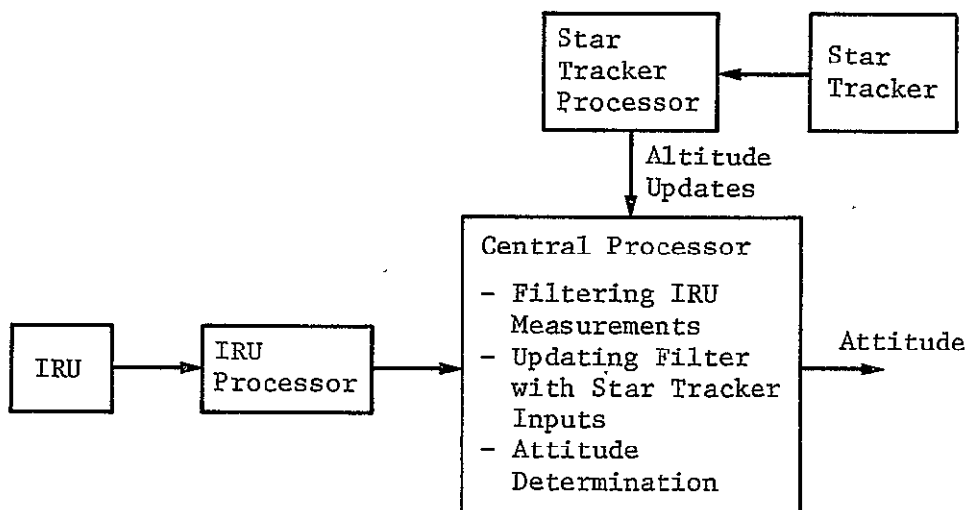 Star
Tracker
Processor
Star
Tracker
Altitude
Updates
Central Processor
- Filtering IRU
Measurements
- Updating Filter
with Star Tracker
Inputs
- Attitude
Determination
IRU
IRU
Processor
Attitude